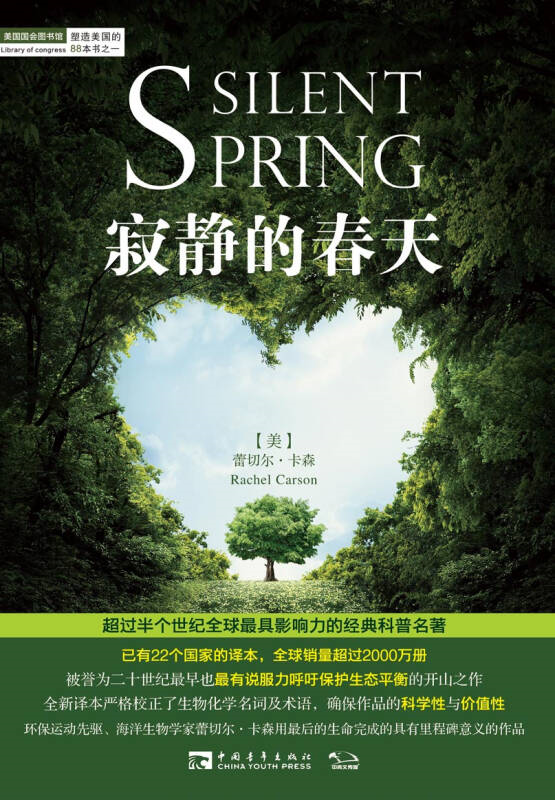 美国国会图书馆
Library of congress
塑造美国的
88本书之一
SILENT
SPRING
寂静的春天
【美】
蕾切尔·卡森
Rachel Carson
超过半个世纪全球最具影响力的经典科普名著
已有22个国家的译本，全球销量超过2000万册
被誉为二十世纪最早也最有说服力呼吁保护生态平衡的开山之作
全新译本严格校正了生物化学名词及术语，确保作品的科学性与价值性
环保运动先驱、海洋生物学家蕾切尔·卡森用最后的生命完成的具有里程碑意义的作品
中国青年出版社
CHINA YOUTH PRESS
中青文传媒